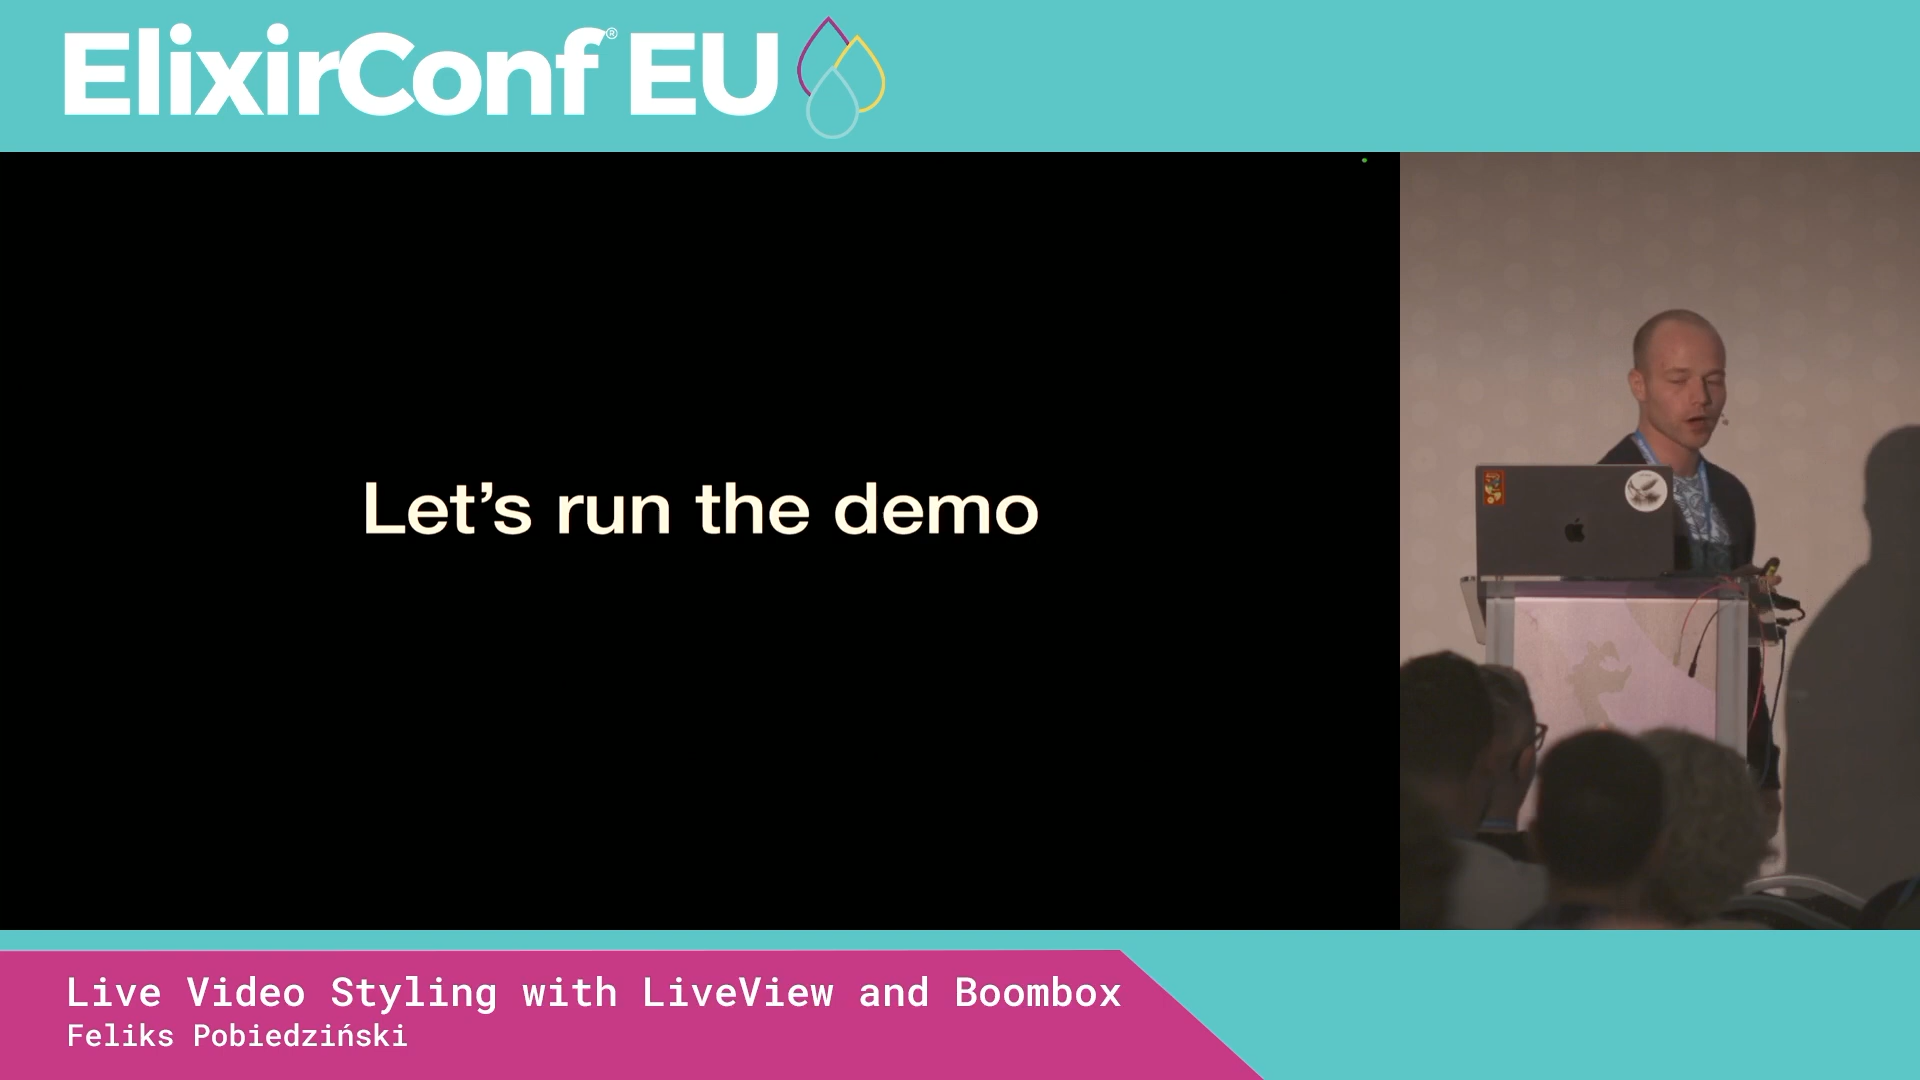 ElixirConf® EU
Let’s run the demo
Live Video Styling with LiveView and Boombox
Feliks Pobiedziński